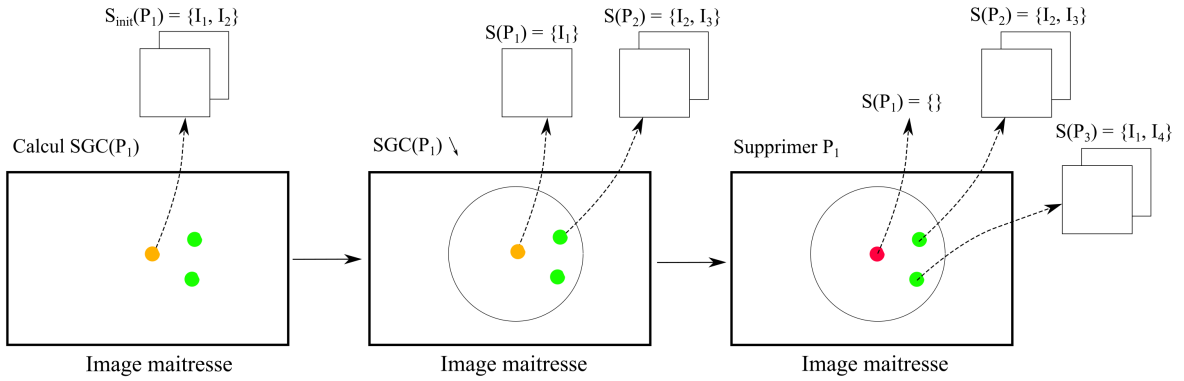 S_init(P₁) = {I₁, I₂}
Calcul SGC(P₁)
Image maitresse
S(P₁) = {I₁}
S(P₂) = {I₂, I₃}
SGC(P₁) ↘
Image maitresse
S(P₂) = {I₂, I₃}
S(P₁) = {}
S(P₃) = {I₁, I₄}
Supprimer P₁
Image maitresse